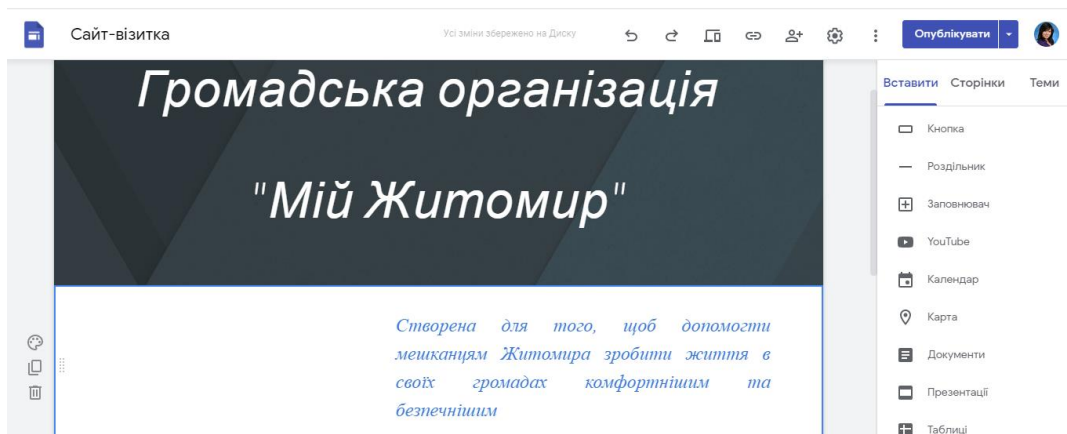 Сайт-візитка
Усі зміни збережено на Диску
Опублікувати
Громадська організація
"Мій Житомир"
Створена для того, щоб допомогти
мешканцям Житомира зробити життя в
своїх громадах комфортнішим та
безпечнішим
Вставити Сторінки Теми
Кнопка
Роздільник
Заповнювач
YouTube
Календар
Карта
Документи
Презентації
Таблиці